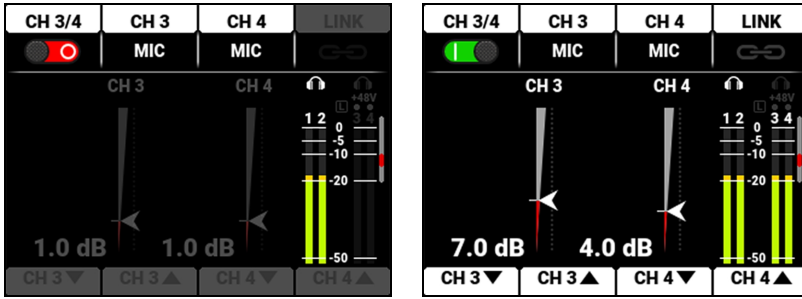 CH 3/4 CH 3 CH 4 LINK
MIC MIC
CH 3 CH 4
+48V
L
1 2 3 4
0
-5
-10
-20
-50
1.0 dB 1.0 dB
CH 3▼ CH 3▲ CH 4▼ CH 4▲
CH 3/4 CH 3 CH 4 LINK
MIC MIC
CH 3 CH 4
+48V
L
1 2 3 4
0
-5
-10
-20
-50
7.0 dB 4.0 dB
CH 3▼ CH 3▲ CH 4▼ CH 4▲